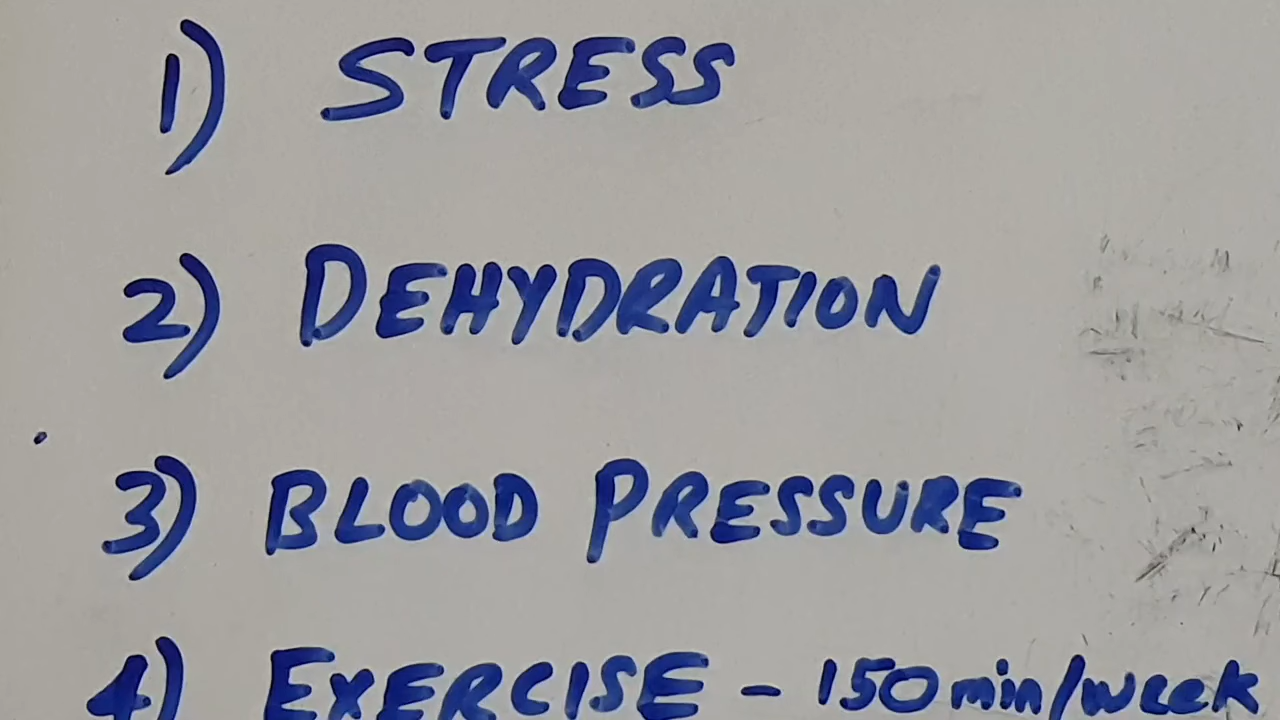 1) STRESS
2) DEHYDRATION
3) BLOOD PRESSURE
4) EXERCISE - 150 min/week